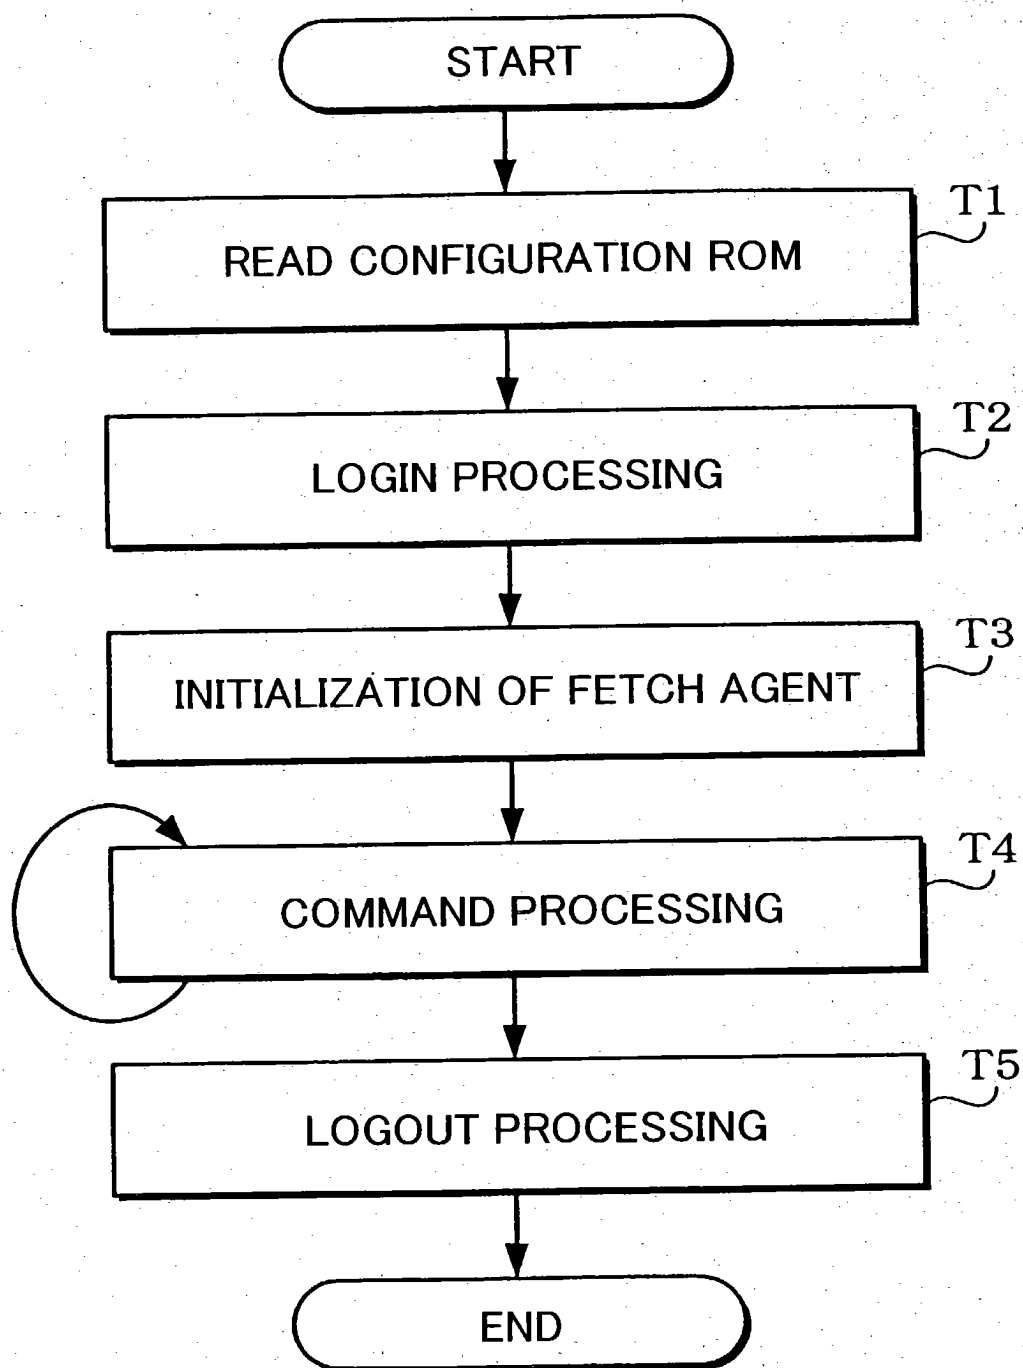 START
READ CONFIGURATION ROM
T1
LOGIN PROCESSING
T2
INITIALIZATION OF FETCH AGENT
T3
COMMAND PROCESSING
T4
LOGOUT PROCESSING
T5
END